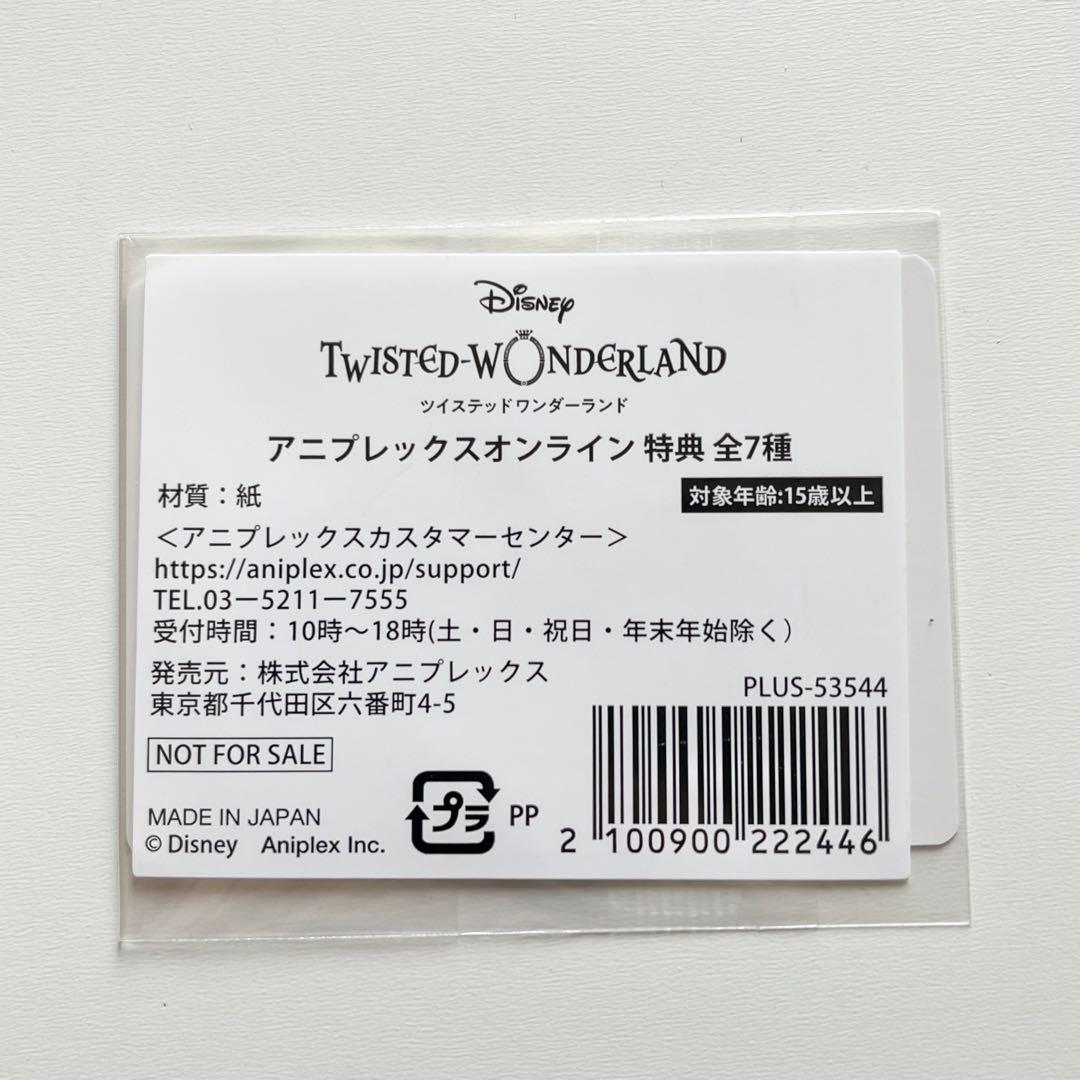 Disney
TWISTED-WONDERLAND
ツイステッドワンダーランド
アニプレックスオンライン 特典 全7種
材質：紙
対象年齢:15歳以上
＜アニプレックスカスタマーセンター＞
https://aniplex.co.jp/support/
TEL.03ー5211ー7555
受付時間：10時〜18時(土・日・祝日・年末年始除く）
発売元：株式会社アニプレックス
東京都千代田区六番町4-5
PLUS-53544
NOT FOR SALE
プラ PP
MADE IN JAPAN
© Disney Aniplex Inc.
2 100900 222446